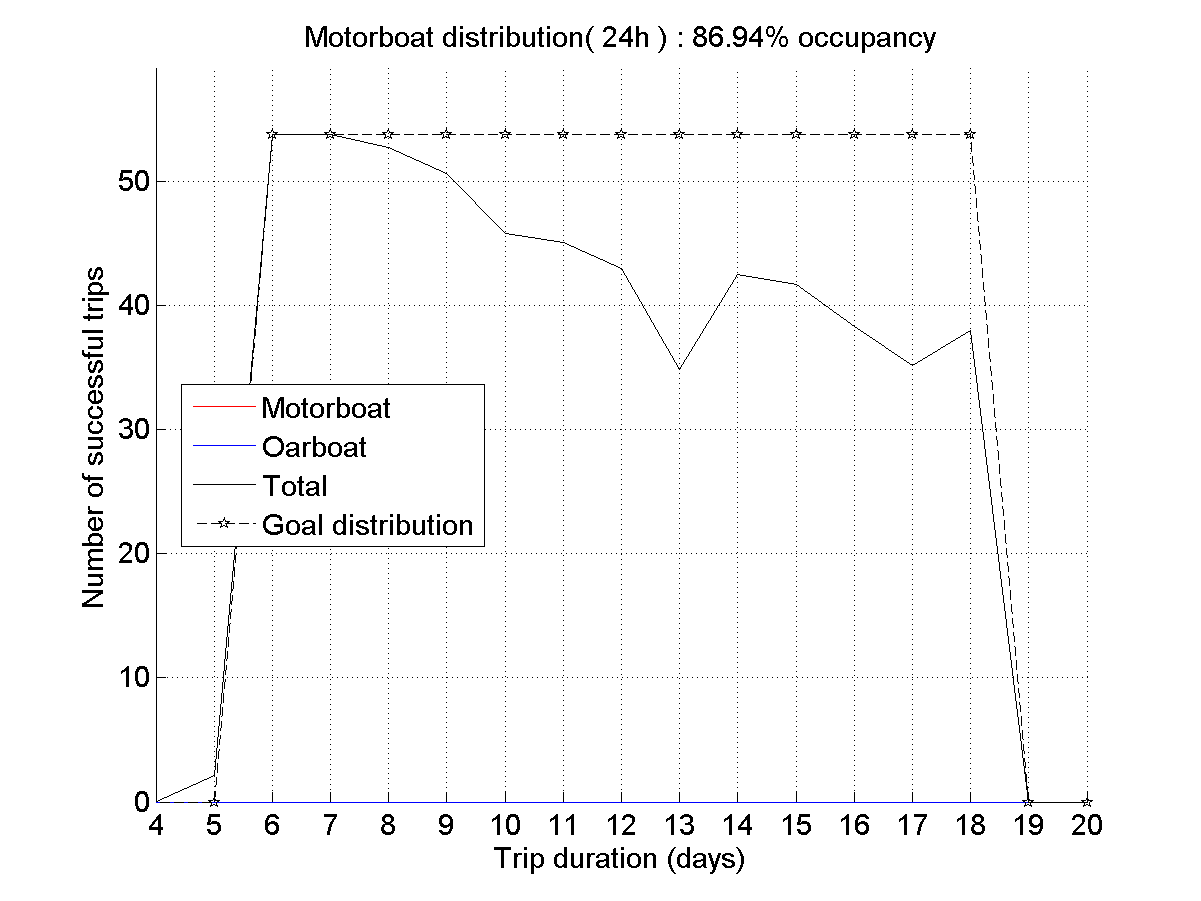 Motorboat distribution( 24h ) : 86.94% occupancy
Number of successful trips
50
40
30
20
10
0
Motorboat
Oarboat
Total
Goal distribution
4 5 6 7 8 9 10 11 12 13 14 15 16 17 18 19 20
Trip duration (days)